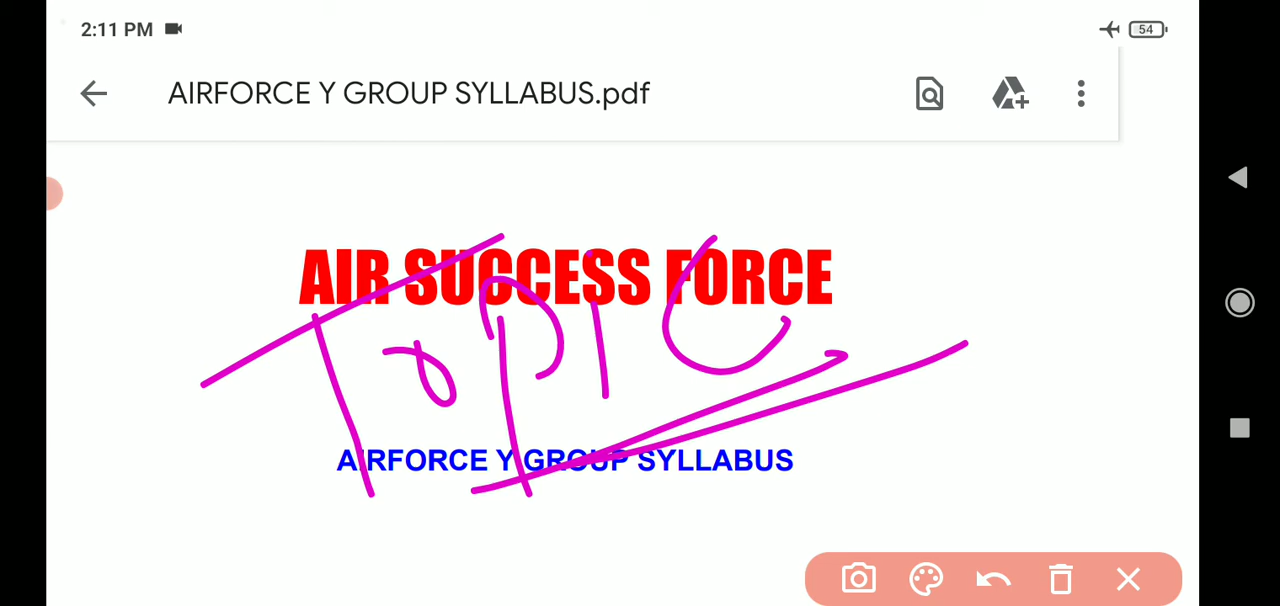 2:11 PM
54
AIRFORCE Y GROUP SYLLABUS.pdf
AIR SUCCESS FORCE
TOPIC
AIRFORCE Y GROUP SYLLABUS